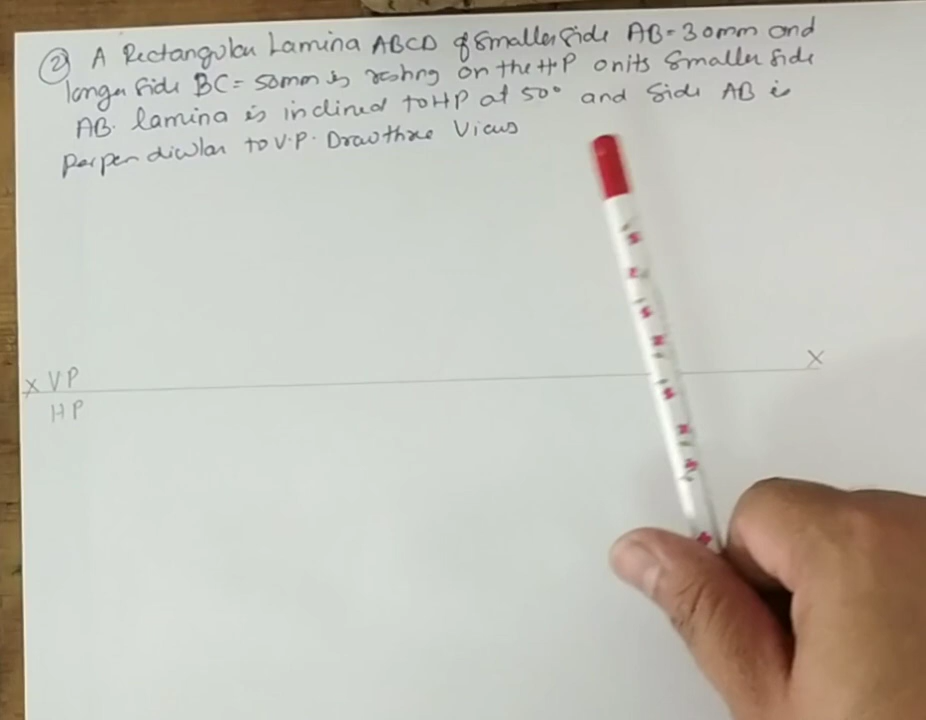 ② A Rectangular Lamina ABCD of smaller side AB=30mm and
longer side BC=50mm is resting on the H.P on its smaller side
AB. lamina is inclined to HP at 50° and side AB is
perpendicular to V.P. Draw three Views
X VP X
HP